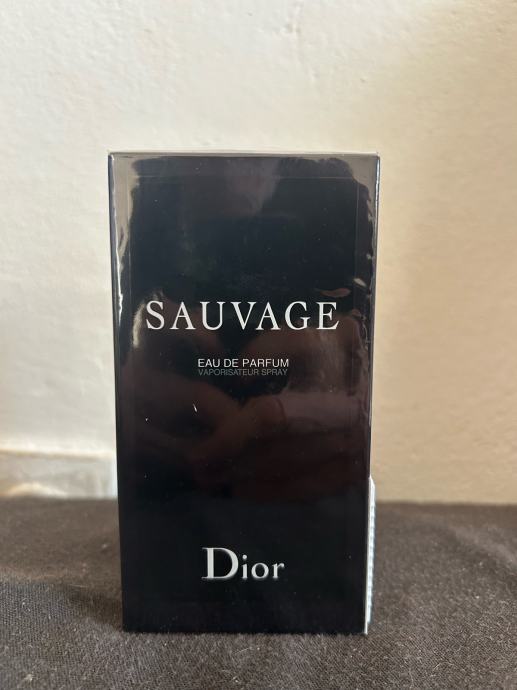 SAUVAGE
EAU DE PARFUM
VAPORISATEUR SPRAY
Dior